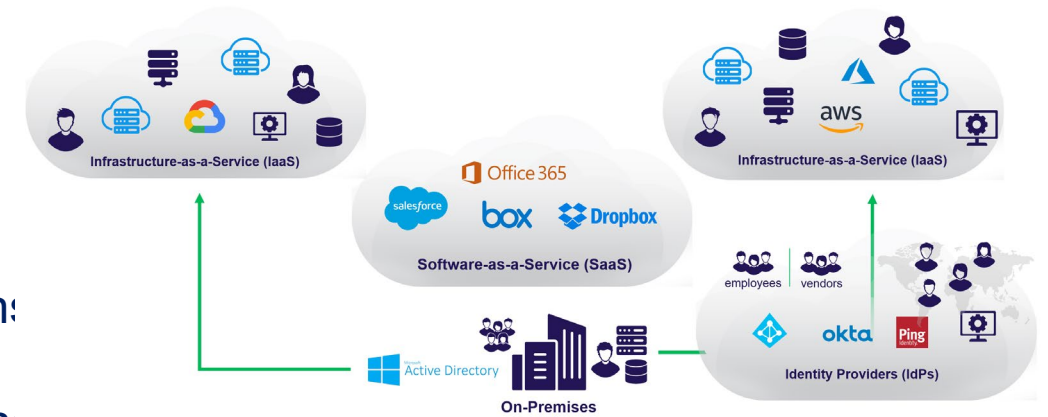 aws
Infrastructure-as-a-Service (IaaS)
Infrastructure-as-a-Service (IaaS)
Office 365
salesforce
box
Dropbox
Software-as-a-Service (SaaS)
employees
vendors
okta
Ping
Identity
Identity Providers (IdPs)
Microsoft
Active Directory
On-Premises